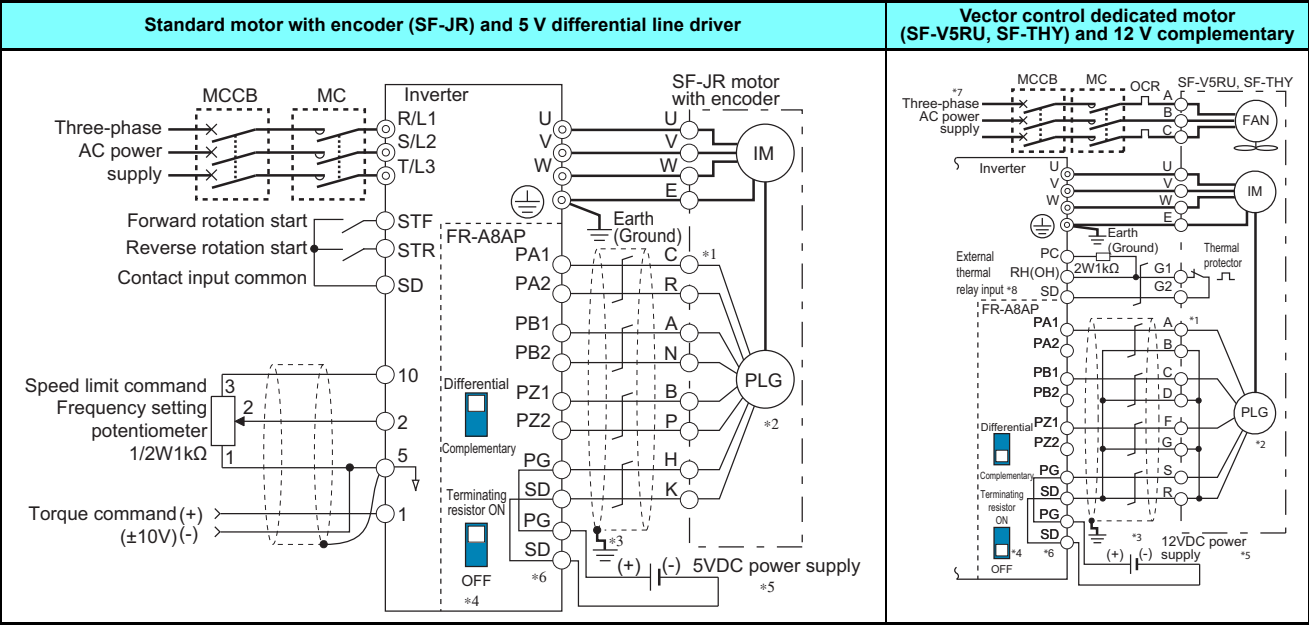 Standard motor with encoder (SF-JR) and 5 V differential line driver
MCCB
MC
Inverter
SF-JR motor
with encoder
Three-phase
AC power
supply
R/L1
S/L2
T/L3
U
V
W
U
V
W
E
IM
Earth
(Ground)
Forward rotation start
Reverse rotation start
Contact input common
STF
STR
SD
FR-A8AP
PA1
PA2
PB1
PB2
PZ1
PZ2
PG
SD
PG
SD
C
R
A
N
B
P
H
K
*1
PLG
*2
Differential
Complementary
Terminating
resistor ON
OFF
*4
*3
*6
(+)
(-)
5VDC power supply
*5
Speed limit command
Frequency setting
potentiometer
1/2W1kΩ
3
2
1
10
2
5
1
Torque command(+)
(±10V)(-)
Vector control dedicated motor
(SF-V5RU, SF-THY) and 12 V complementary
MCCB
MC
OCR
SF-V5RU, SF-THY
*7
Three-phase
AC power
supply
A
B
C
FAN
Inverter
U
V
W
U
V
W
E
IM
Earth
(Ground)
External
thermal
relay input *8
PC
RH(OH)
SD
2W1kΩ
G1
G2
Thermal
protector
FR-A8AP
PA1
PA2
PB1
PB2
PZ1
PZ2
PG
SD
PG
SD
A
B
C
D
F
G
S
R
*1
PLG
*2
Differential
Complementary
Terminating
resistor
ON
*4
OFF
*6
*3
(+)
(-)
12VDC power
supply
*5